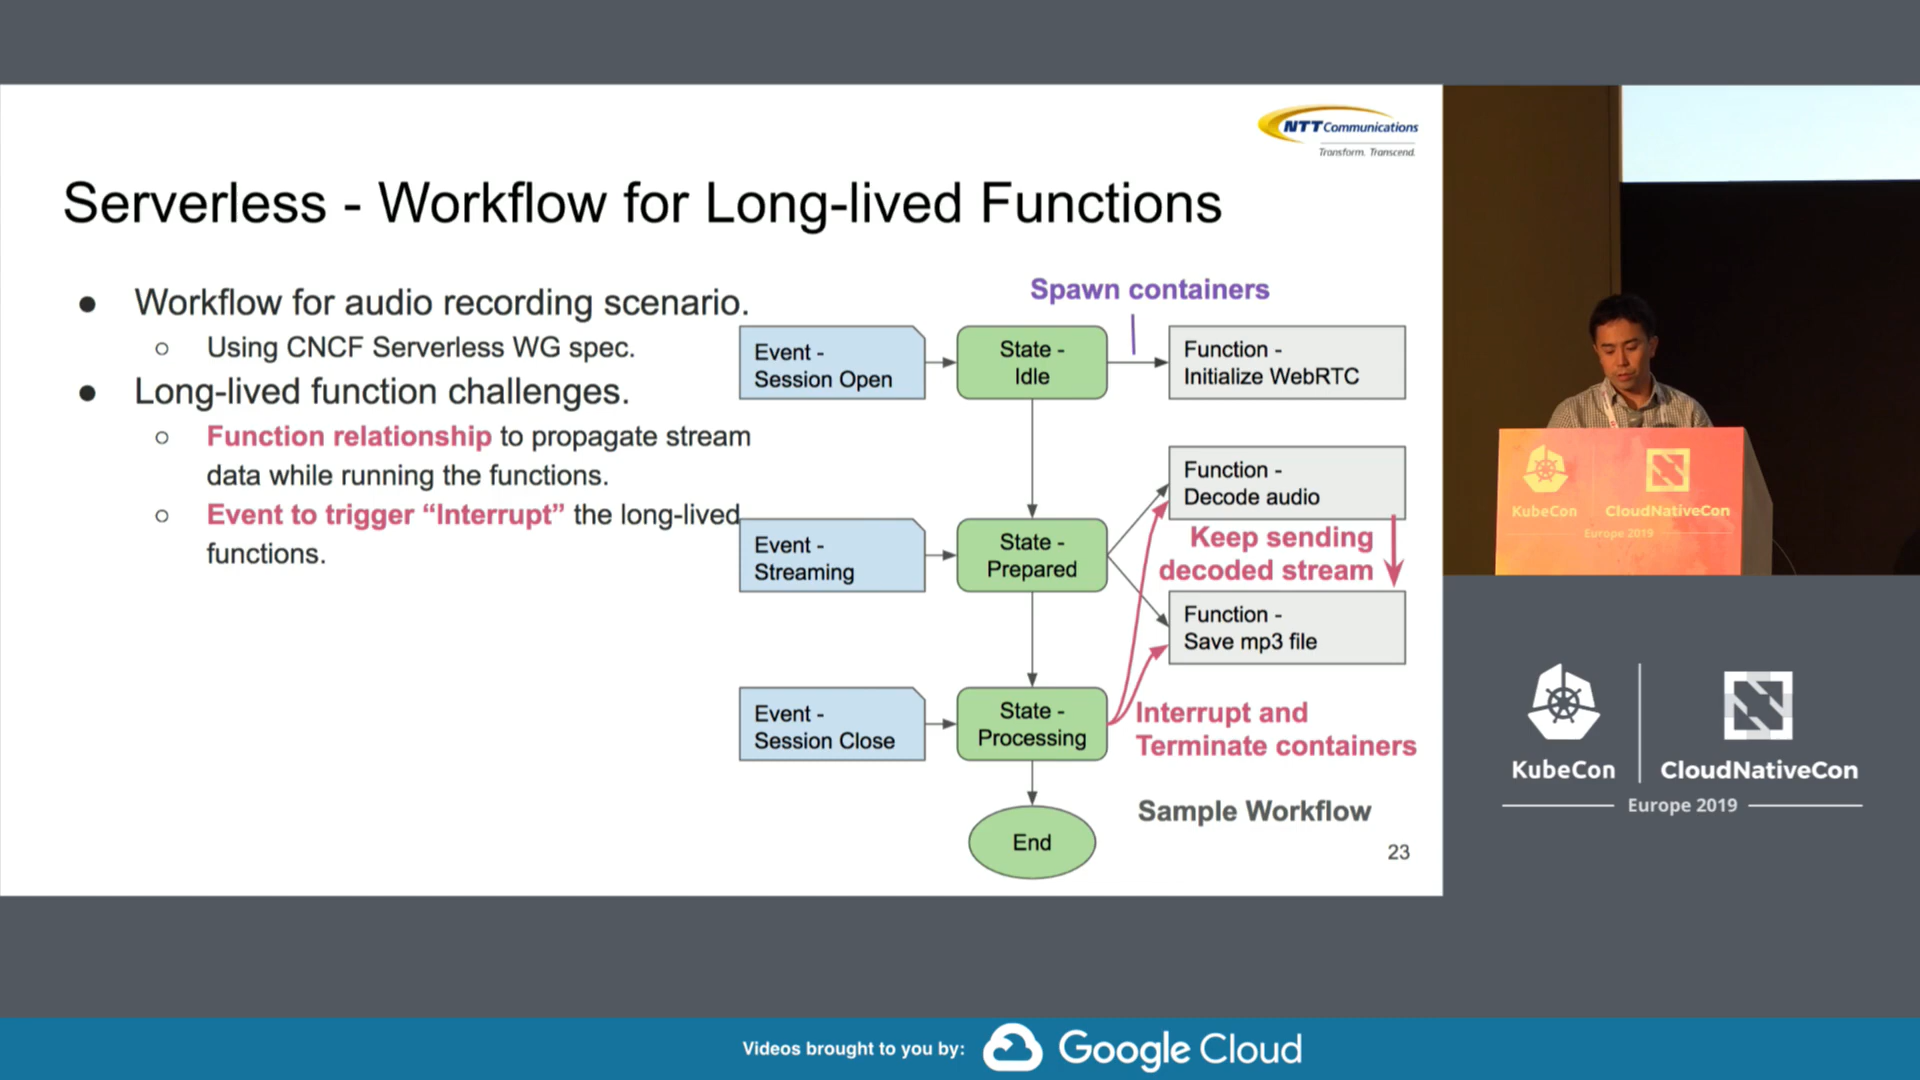 NTT Communications
Transform. Transcend.
Serverless - Workflow for Long-lived Functions
● Workflow for audio recording scenario.
○ Using CNCF Serverless WG spec.
● Long-lived function challenges.
○ Function relationship to propagate stream
data while running the functions.
○ Event to trigger “Interrupt” the long-lived
functions.
Spawn containers
Event -
Session Open
State -
Idle
Function -
Initialize WebRTC
Function -
Decode audio
Keep sending
decoded stream
Event -
Streaming
State -
Prepared
Function -
Save mp3 file
Event -
Session Close
State -
Processing
Interrupt and
Terminate containers
End
Sample Workflow
23
KubeCon
CloudNativeCon
Europe 2019
KubeCon
CloudNativeCon
Europe 2019
Videos brought to you by:
Google Cloud